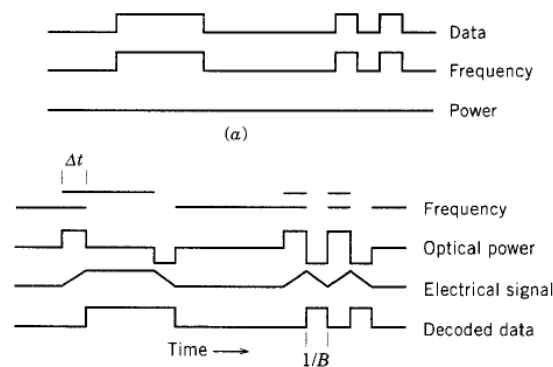 Data
Frequency
Power
(a)
Δt
Frequency
Optical power
Electrical signal
Decoded data
Time →
1/B